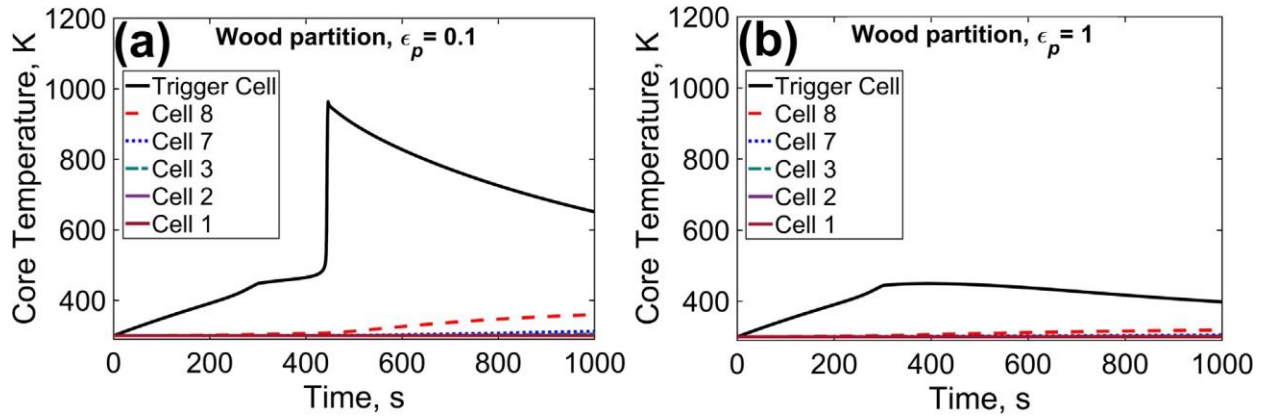 (a)
Wood partition, ϵp= 0.1
Core Temperature, K
1200
1000
800
600
400
Trigger Cell
Cell 8
Cell 7
Cell 3
Cell 2
Cell 1
0 200 400 600 800 1000
Time, s
(b)
Wood partition, ϵp= 1
Core Temperature, K
1200
1000
800
600
400
Trigger Cell
Cell 8
Cell 7
Cell 3
Cell 2
Cell 1
0 200 400 600 800 1000
Time, s